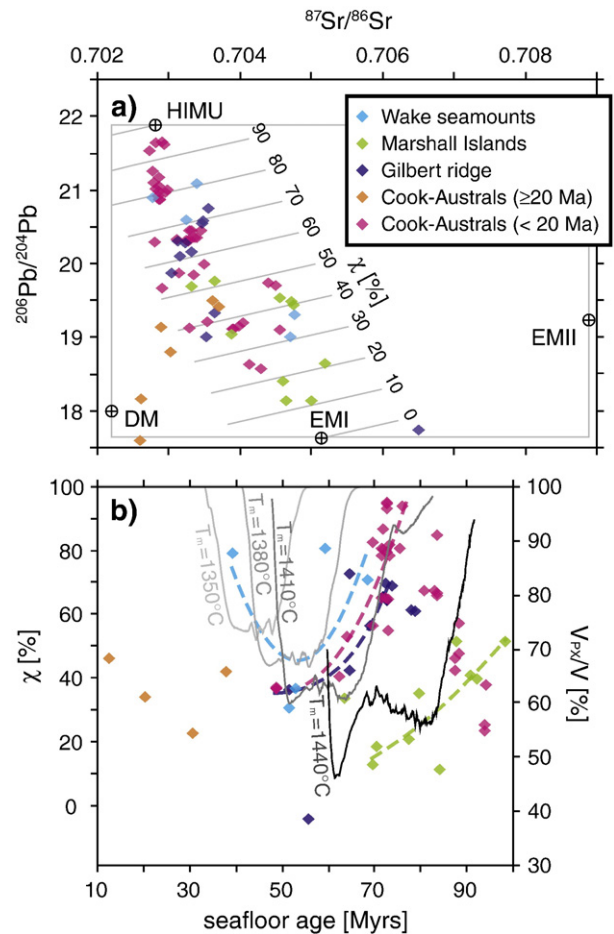 ⁸⁷Sr/⁸⁶Sr
0.702 0.704 0.706 0.708
a)
HIMU
Wake seamounts
Marshall Islands
Gilbert ridge
Cook-Australs (≥20 Ma)
Cook-Australs (< 20 Ma)
²⁰⁶Pb/²⁰⁴Pb
22
21
20
19
18
90
80
70
60
50
40
30
20
10
0
χ [%]
EMII
DM
EMI
b)
χ [%]
100
80
60
40
20
0
Tₘ=1350°C
Tₘ=1380°C
Tₘ=1410°C
Tₘ=1440°C
V_PX/V [%]
100
90
80
70
60
50
40
30
10 20 30 40 50 60 70 80 90
seafloor age [Myrs]